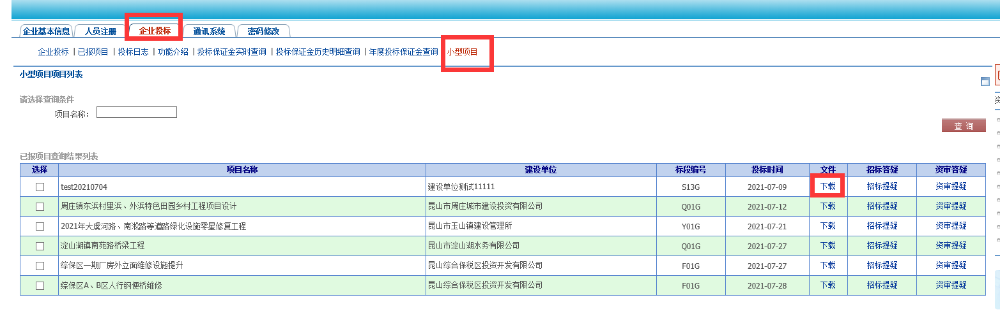 企业基本信息 人员注册 企业投标 通讯系统 密码修改
企业投标 | 已报项目 | 投标日志 | 功能介绍 | 投标保证金实时查询 | 投标保证金历史明细查询 | 年度投标保证金查询 小型项目
小型项目项目列表
请选择查询条件
项目名称：
查 询
已报项目查询结果列表
选择 项目名称 建设单位 标段编号 投标时间 文件 招标答疑 资审答疑
test20210704 建设单位测试11111 S13G 2021-07-09 下载 招标提疑 资审提疑
周庄镇东浜村里浜、外浜特色田园乡村工程项目设计 昆山市周庄城市建设投资有限公司 Q01G 2021-07-12 下载 招标提疑 资审提疑
2021年大虞河路、南淞路等道路绿化设施零星修复工程 昆山市玉山镇建设管理所 Y01G 2021-07-21 下载 招标提疑 资审提疑
淀山湖镇南苑路桥梁工程 昆山市淀山湖水务有限公司 Q01G 2021-07-27 下载 招标提疑 资审提疑
综保区一期厂房外立面维修设施提升 昆山综合保税区投资开发有限公司 F01G 2021-07-27 下载 招标提疑 资审提疑
综保区A、B区人行钢便桥维修 昆山综合保税区投资开发有限公司 F01G 2021-07-28 下载 招标提疑 资审提疑